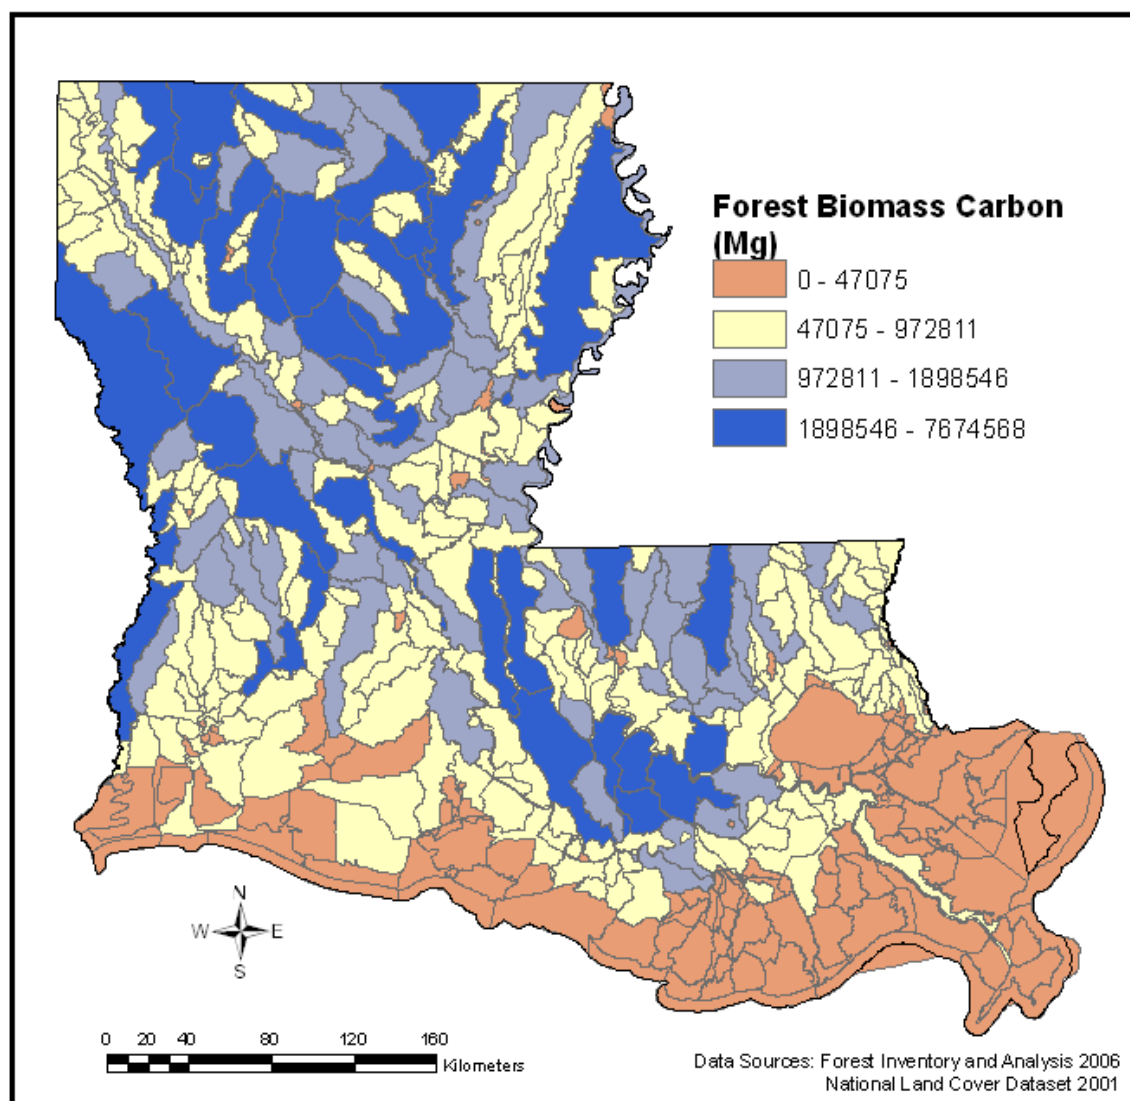 Forest Biomass Carbon
(Mg)
0 - 47075
47075 - 972811
972811 - 1898546
1898546 - 7674568
N
W E
S
0 20 40 80 120 160
Kilometers
Data Sources: Forest Inventory and Analysis 2006
National Land Cover Dataset 2001